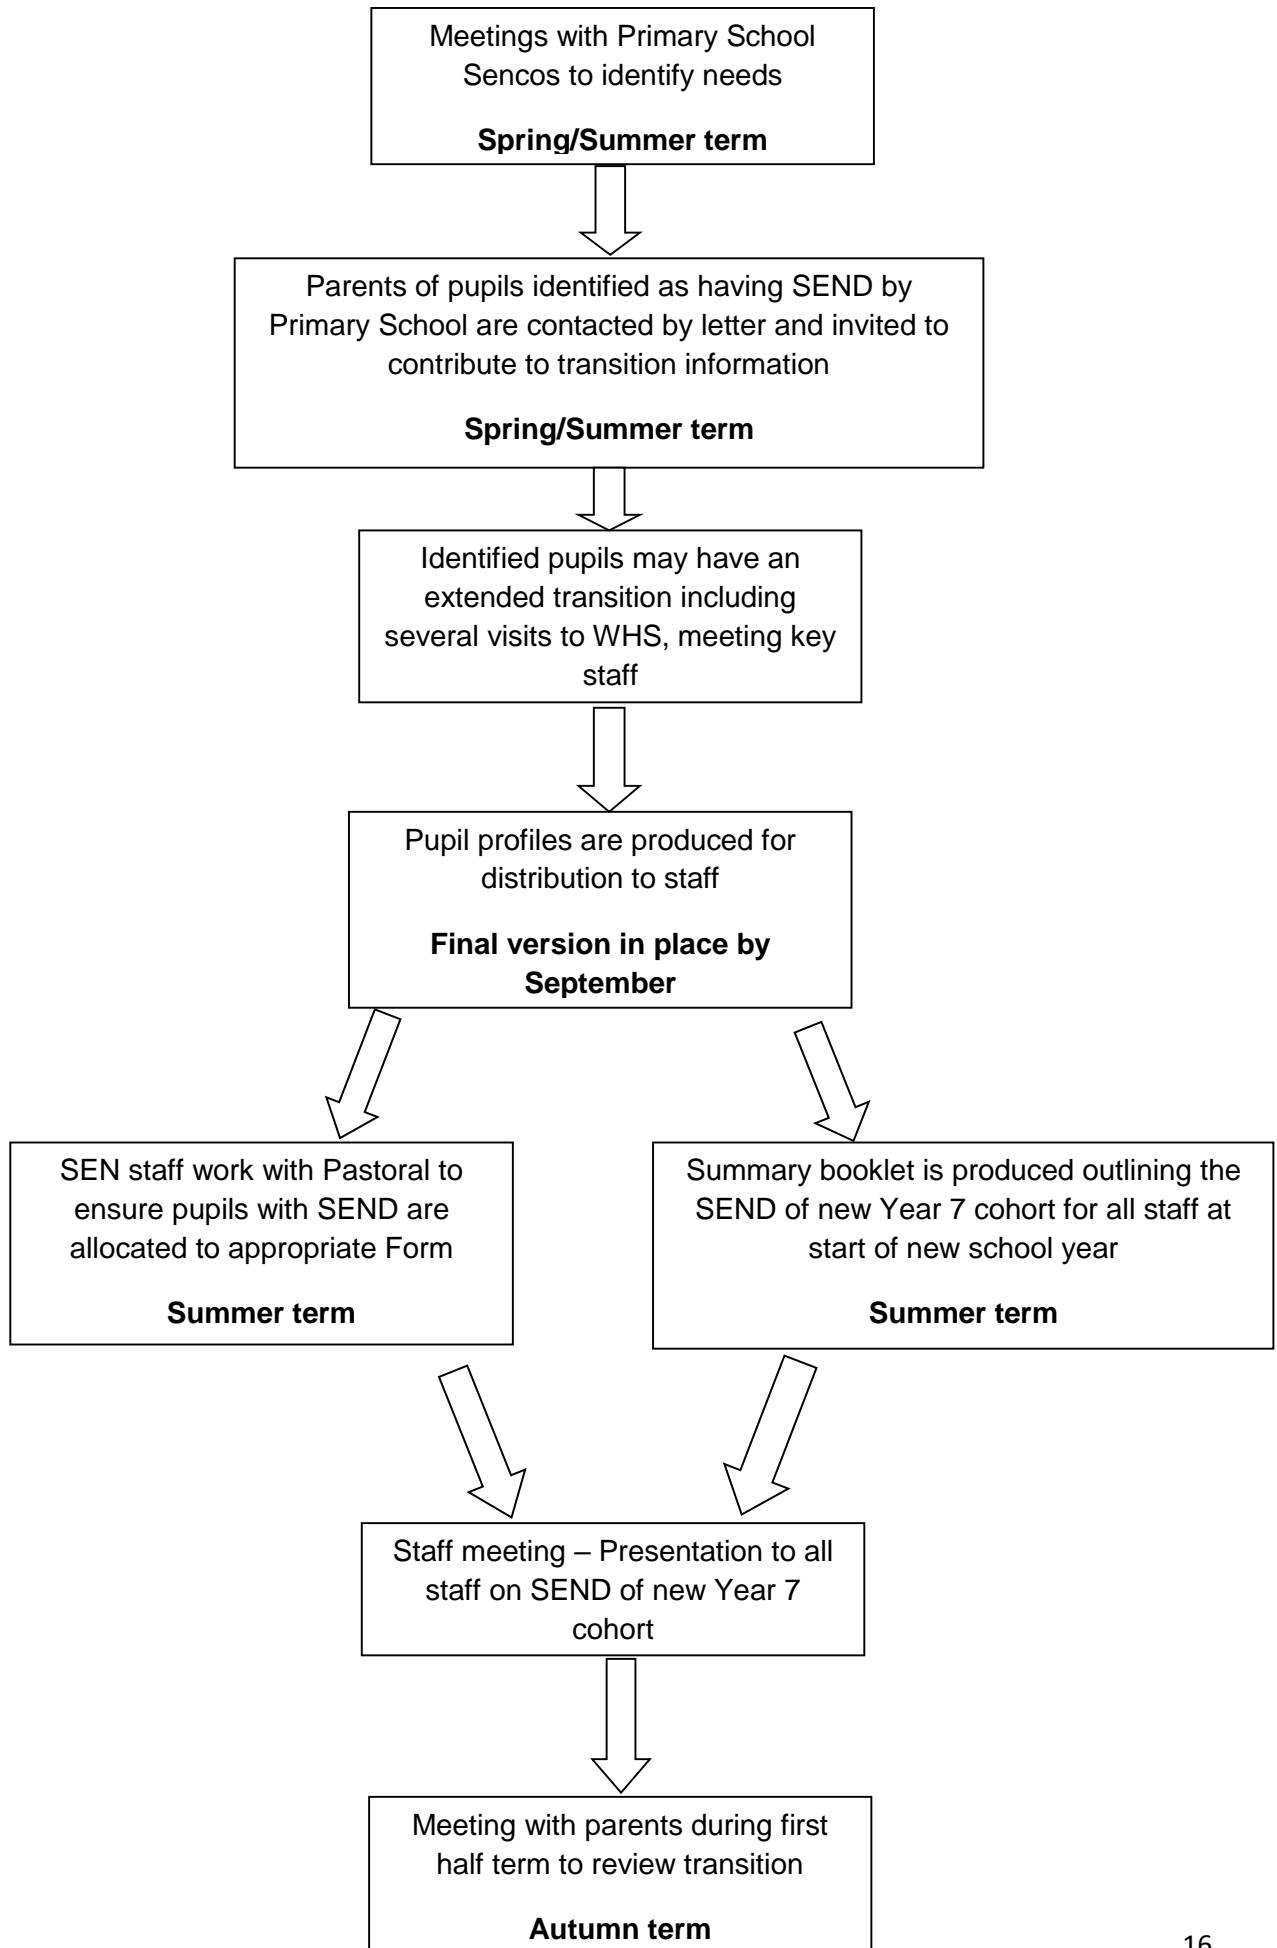 Meetings with Primary School
Sencos to identify needs
Spring/Summer term
Parents of pupils identified as having SEND by
Primary School are contacted by letter and invited to
contribute to transition information
Spring/Summer term
Identified pupils may have an
extended transition including
several visits to WHS, meeting key
staff
Pupil profiles are produced for
distribution to staff
Final version in place by
September
SEN staff work with Pastoral to
ensure pupils with SEND are
allocated to appropriate Form
Summer term
Summary booklet is produced outlining the
SEND of new Year 7 cohort for all staff at
start of new school year
Summer term
Staff meeting – Presentation to all
staff on SEND of new Year 7
cohort
Meeting with parents during first
half term to review transition
Autumn term
16